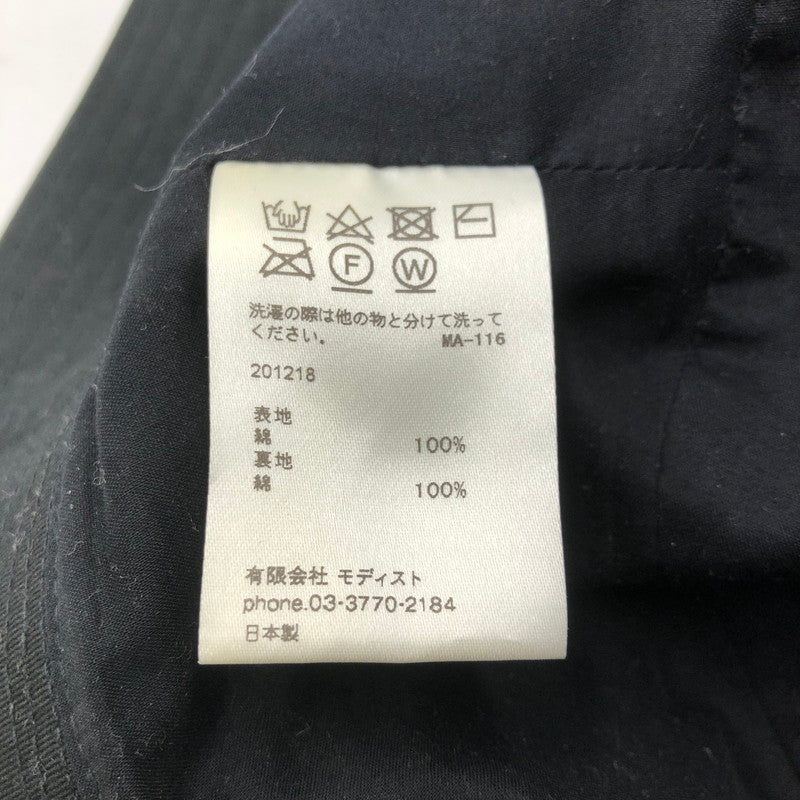 F W
洗濯の際は他の物と分けて洗って
ください。 MA-116
201218
表地
綿 100%
裏地
綿 100%
有限会社 モディスト
phone.03-3770-2184
日本製